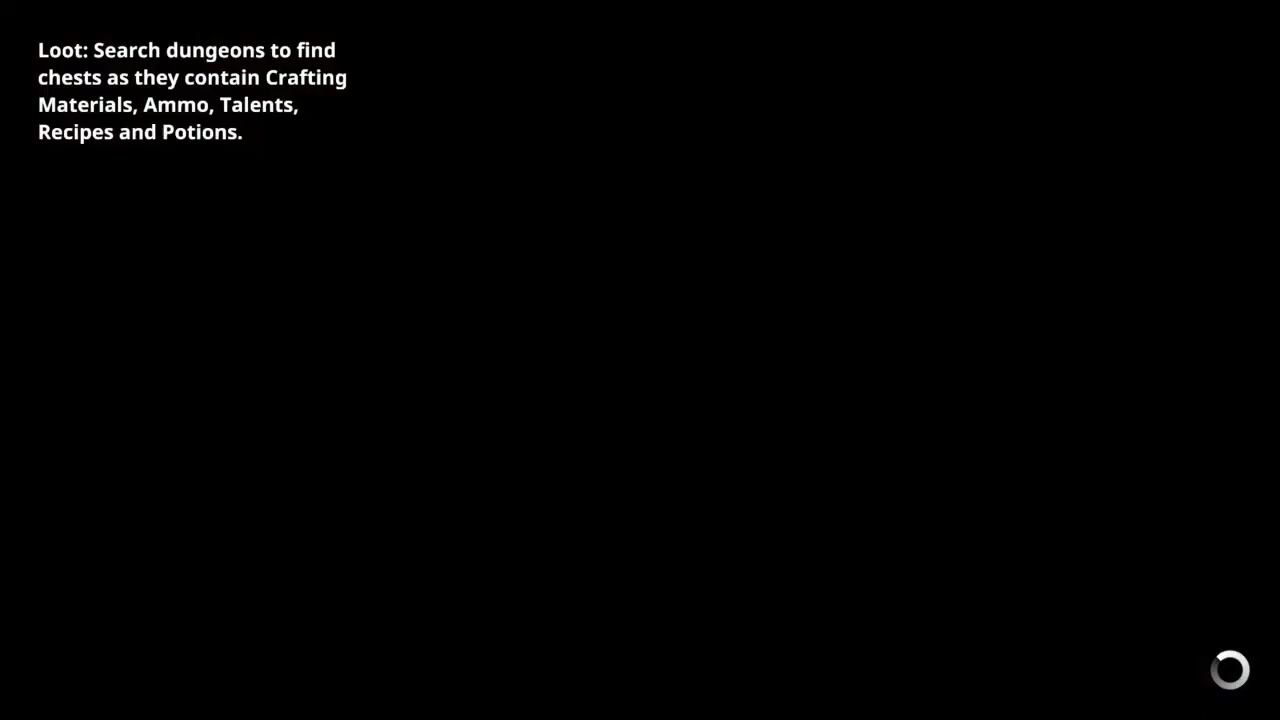 Loot: Search dungeons to find
chests as they contain Crafting
Materials, Ammo, Talents,
Recipes and Potions.